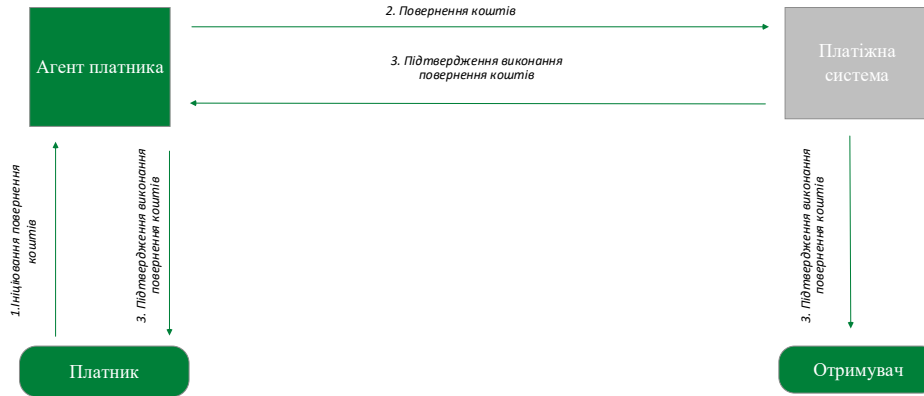 2. Повернення коштів
Агент платника
3. Підтвердження виконання
повернення коштів
Платіжна
система
1.Ініціювання повернення
коштів
3. Підтвердження виконання
повернення коштів
3. Підтвердження виконання
повернення коштів
Платник
Отримувач